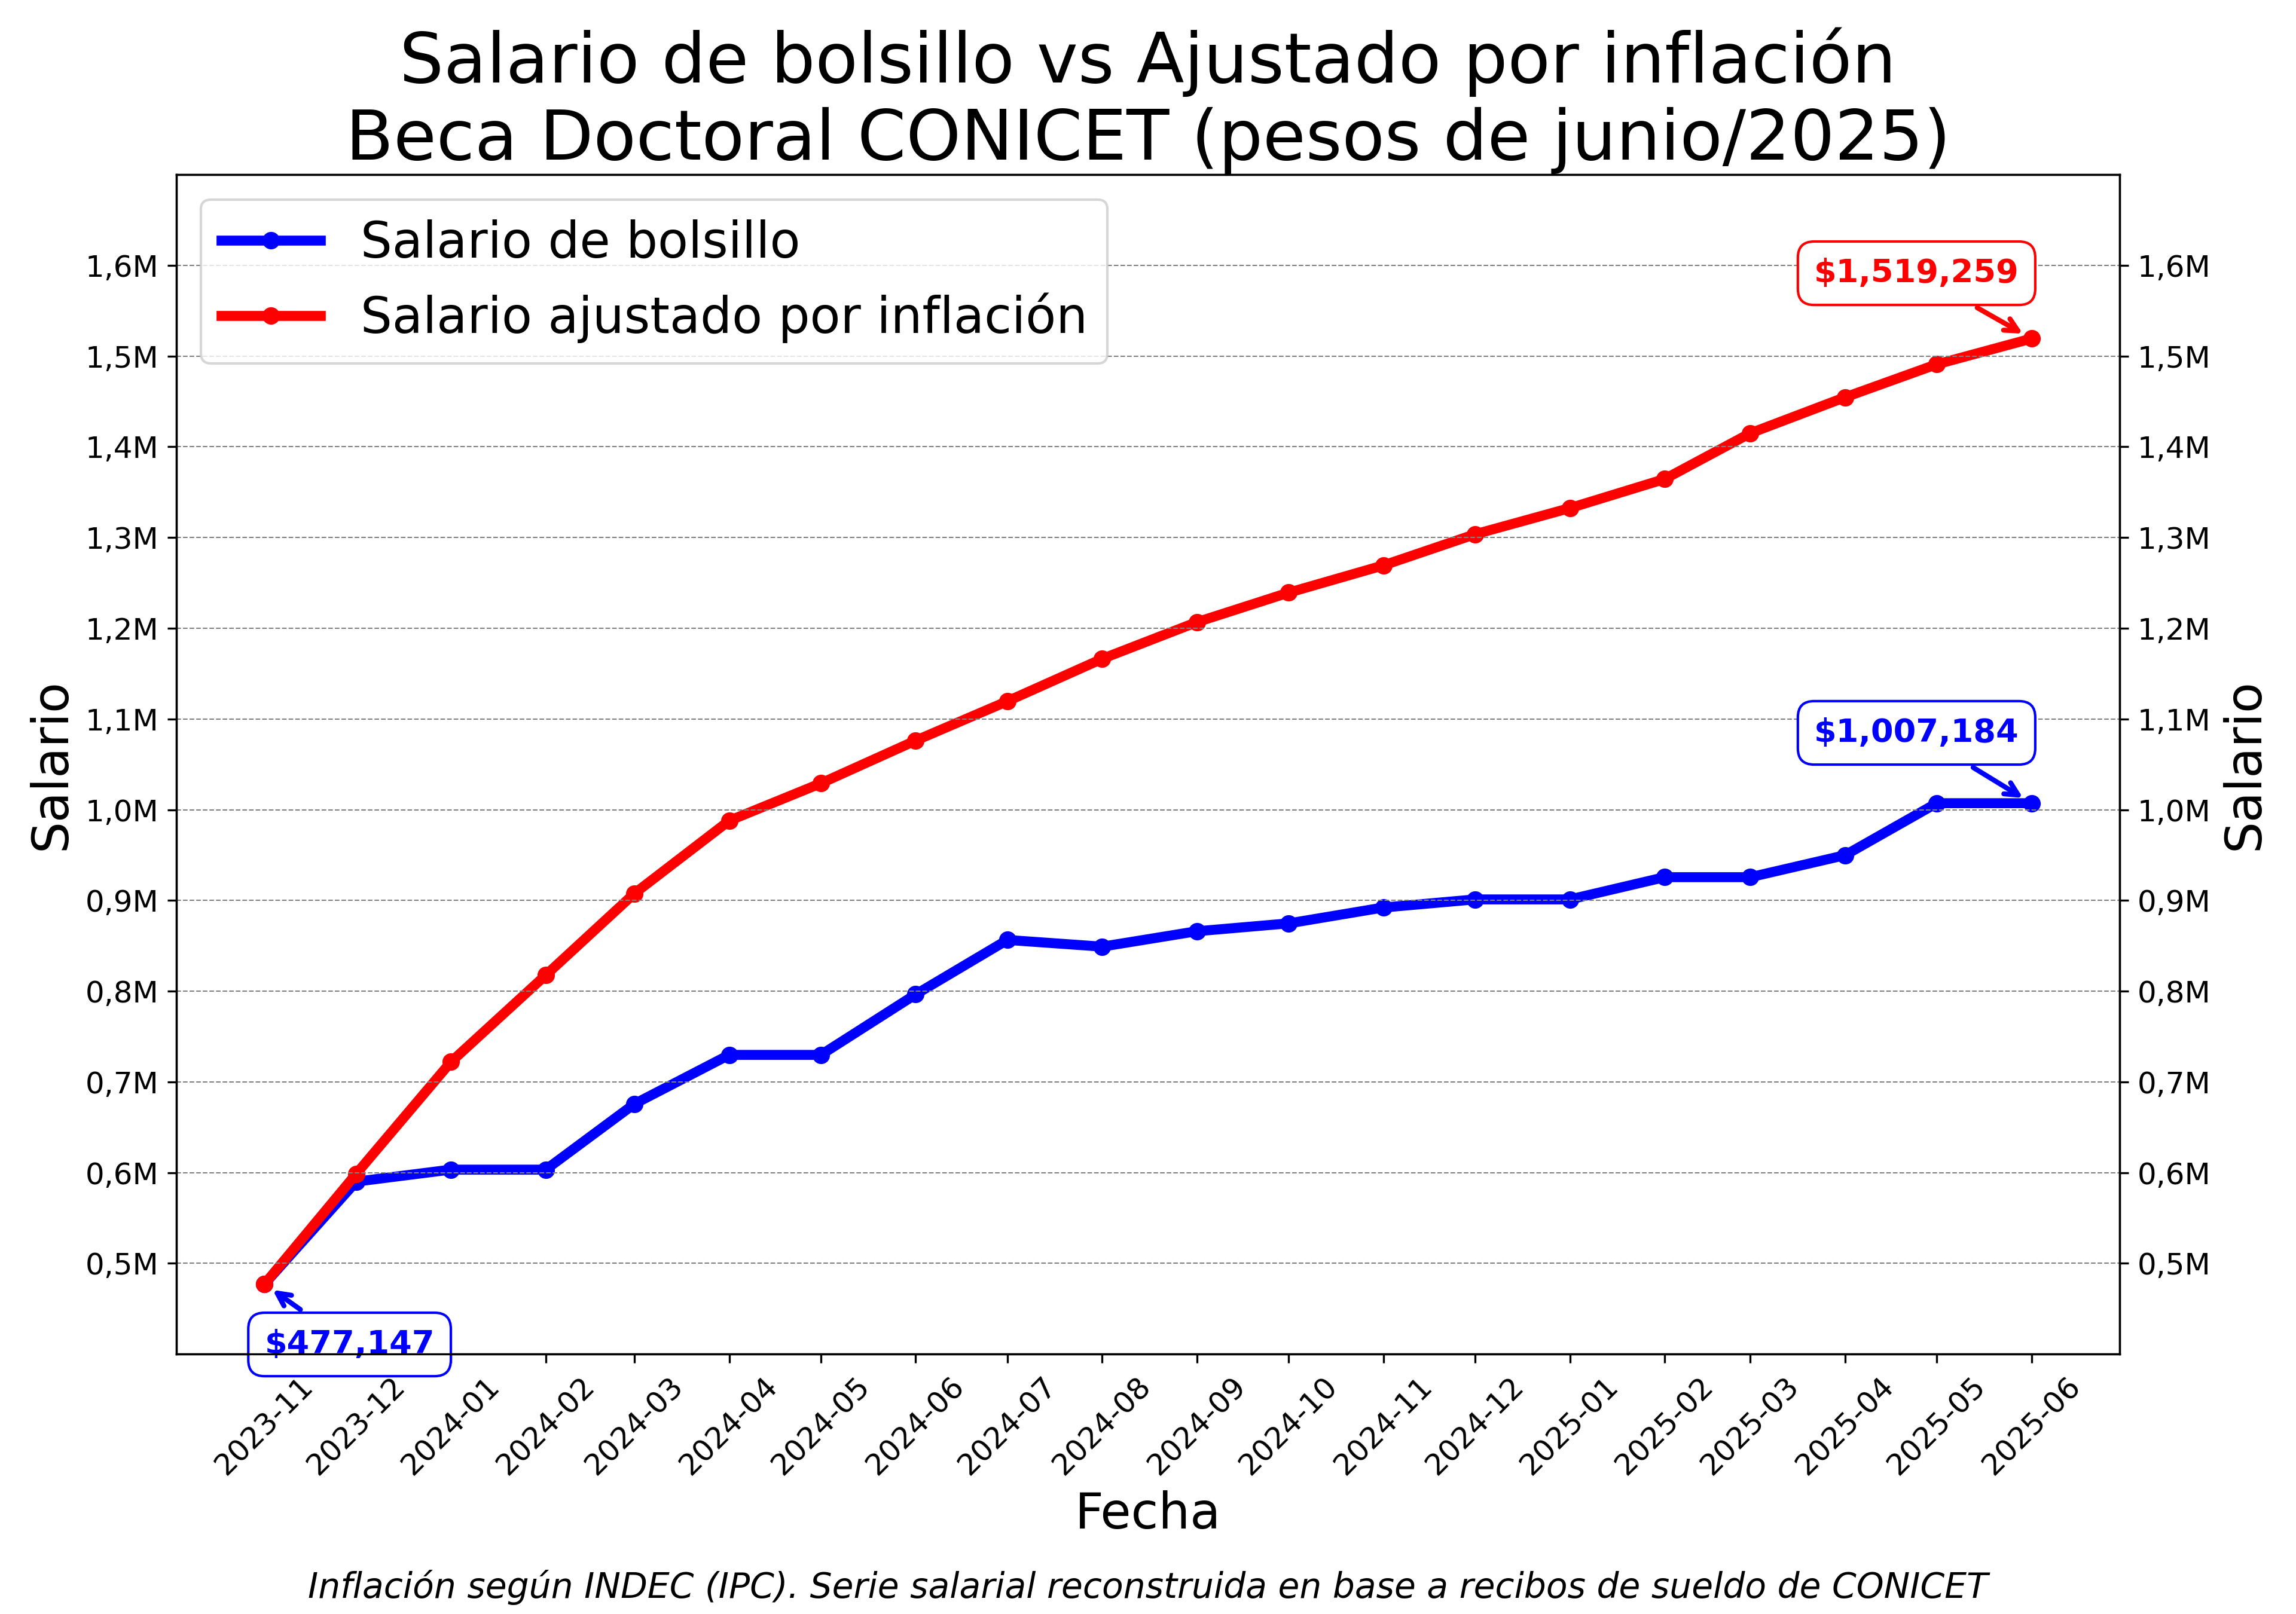 Salario de bolsillo vs Ajustado por inflación
Beca Doctoral CONICET (pesos de junio/2025)
Salario de bolsillo
Salario ajustado por inflación
1,6M
1,5M
1,4M
1,3M
1,2M
1,1M
1,0M
0,9M
0,8M
0,7M
0,6M
0,5M
Salario
$1,519,259
$1,007,184
$477,147
1,6M
1,5M
1,4M
1,3M
1,2M
1,1M
1,0M
0,9M
0,8M
0,7M
0,6M
0,5M
Salario
2023-11
2023-12
2024-01
2024-02
2024-03
2024-04
2024-05
2024-06
2024-07
2024-08
2024-09
2024-10
2024-11
2024-12
2025-01
2025-02
2025-03
2025-04
2025-05
2025-06
Fecha
Inflación según INDEC (IPC). Serie salarial reconstruida en base a recibos de sueldo de CONICET